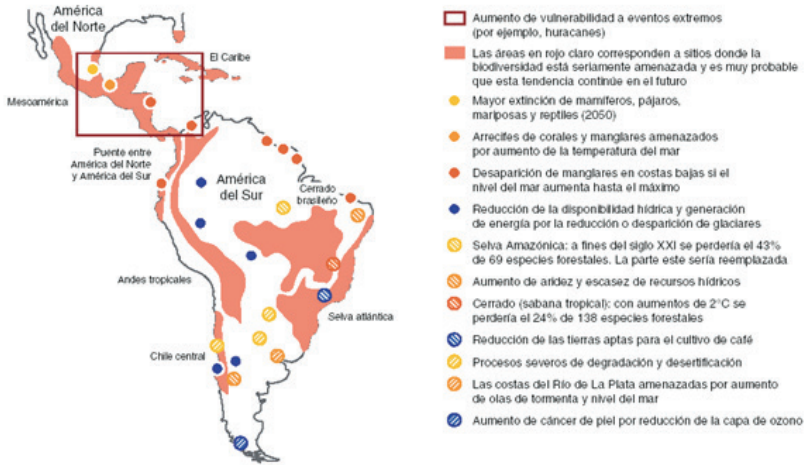 América
del Norte
El Caribe
Mesoamérica
Puente entre
América del Norte
y América del Sur
América
del Sur
Cerrado
brasileño
Andes tropicales
Selva atlántica
Chile central
Aumento de vulnerabilidad a eventos extremos
(por ejemplo, huracanes)
Las áreas en rojo claro corresponden a sitios donde la
biodiversidad está seriamente amenazada y es muy probable
que esta tendencia continúe en el futuro
Mayor extinción de mamíferos, pájaros,
mariposas y reptiles (2050)
Arrecifes de corales y manglares amenazados
por aumento de la temperatura del mar
Desaparición de manglares en costas bajas si el
nivel del mar aumenta hasta el máximo
Reducción de la disponibilidad hídrica y generación
de energía por la reducción o desparición de glaciares
Selva Amazónica: a fines del siglo XXI se perdería el 43%
de 69 especies forestales. La parte este sería reemplazada
Aumento de aridez y escasez de recursos hídricos
Cerrado (sabana tropical): con aumentos de 2°C se
perdería el 24% de 138 especies forestales
Reducción de las tierras aptas para el cultivo de café
Procesos severos de degradación y desertificación
Las costas del Río de La Plata amenazadas por aumento
de olas de tormenta y nivel del mar
Aumento de cáncer de piel por reducción de la capa de ozono